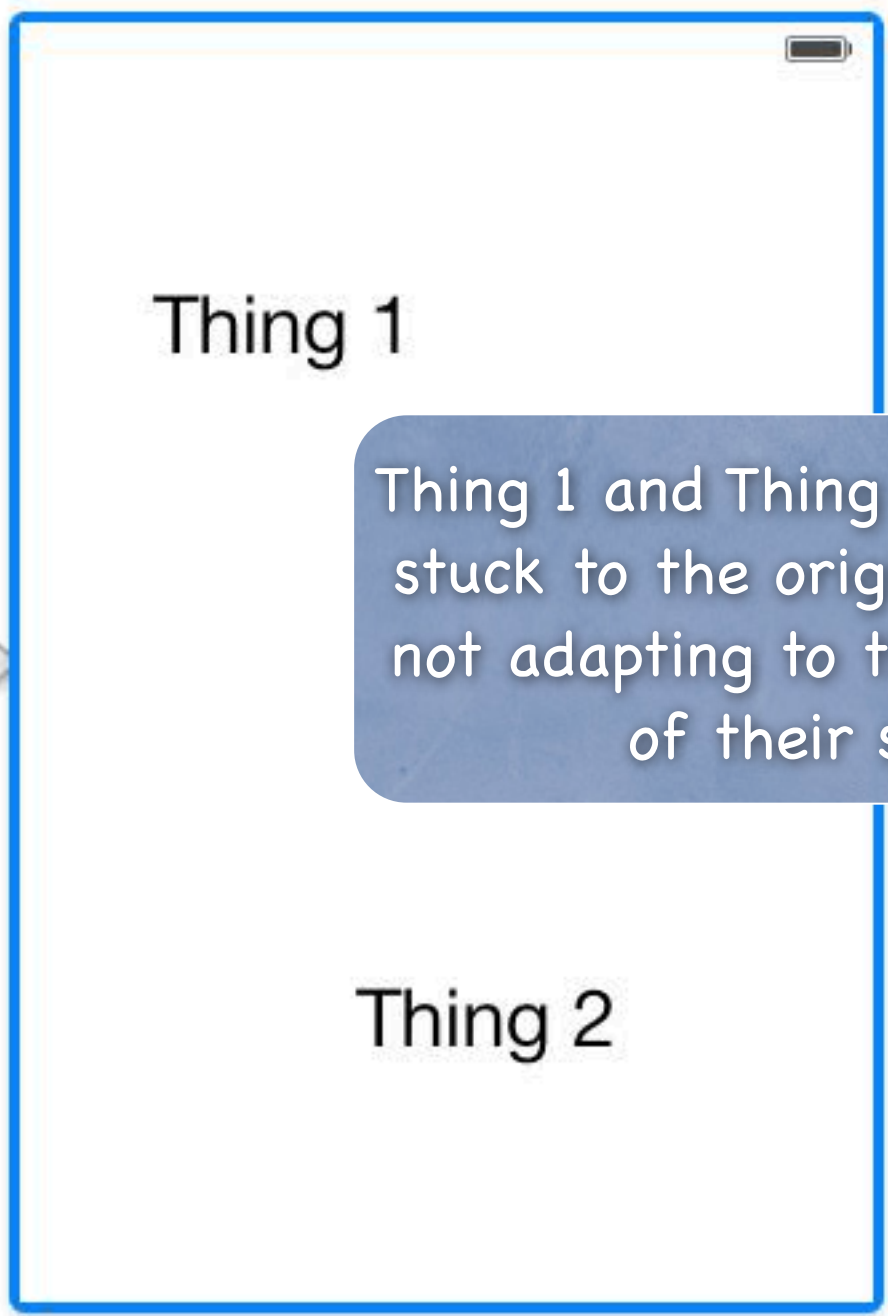 Thing 1
Thing 1 and Thing
stuck to the orig
not adapting to t
of their s
Thing 2